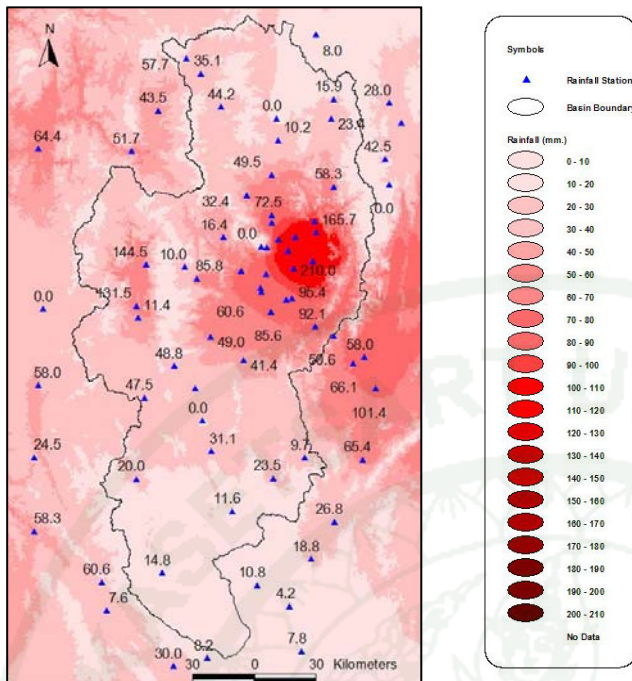 N
8.0
57.7 35.1
15.9 28.0
43.5 44.2 0.0
10.2 23.4
64.4 51.7
42.5
49.5
58.3
0.0
32.4 72.5
165.7
16.4 0.0
144.5 10.0 85.8 210.0
0.0 431.5 11.4 60.6 95.4
92.1
49.0 85.6
58.0
48.8 41.4 50.6
58.0 47.5 66.1
0.0 101.4
31.1 9.7 65.4
24.5 20.0 23.5
11.6 26.8
58.3
18.8
14.8
60.6 10.8
7.6 4.2
30.0 8.2 7.8
30 0 30 Kilometers
Symbols
Rainfall Station
Basin Boundary
Rainfall (mm.)
0 - 10
10 - 20
20 - 30
30 - 40
40 - 50
50 - 60
60 - 70
70 - 80
80 - 90
90 - 100
100 - 110
110 - 120
120 - 130
130 - 140
140 - 150
150 - 160
160 - 170
170 - 180
180 - 190
190 - 200
200 - 210
No Data